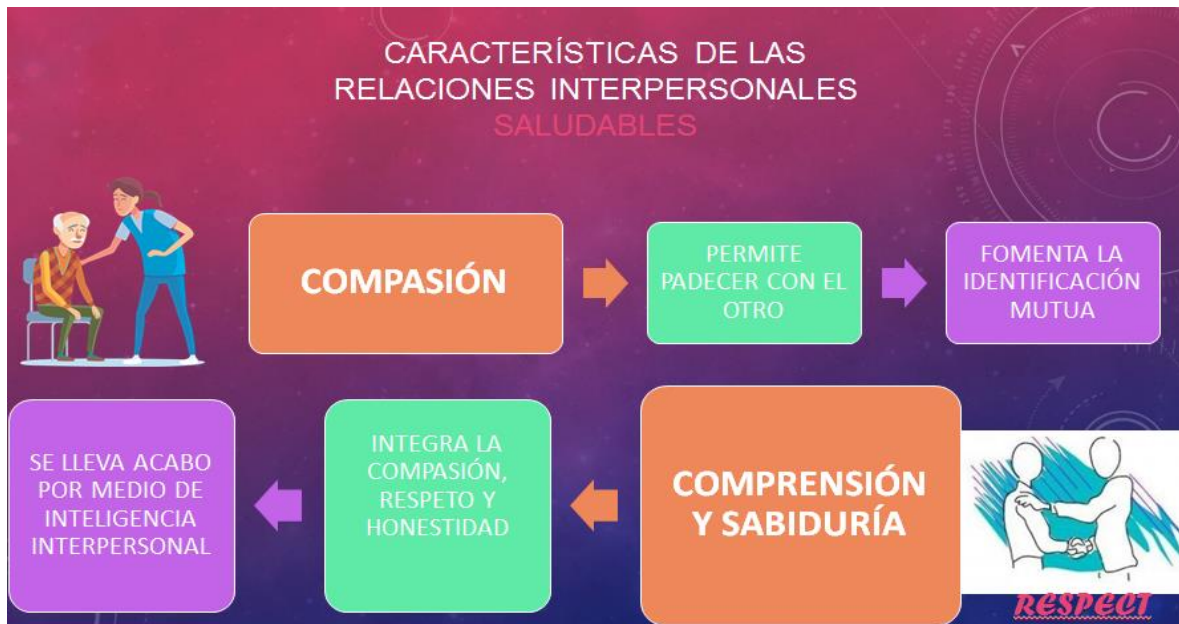 CARACTERÍSTICAS DE LAS
RELACIONES INTERPERSONALES
SALUDABLES
COMPASIÓN
PERMITE
PADECER CON EL
OTRO
FOMENTA LA
IDENTIFICACIÓN
MUTUA
COMPRENSIÓN
Y SABIDURÍA
INTEGRA LA
COMPASIÓN,
RESPETO Y
HONESTIDAD
SE LLEVA ACABO
POR MEDIO DE
INTELIGENCIA
INTERPERSONAL
RESPECT